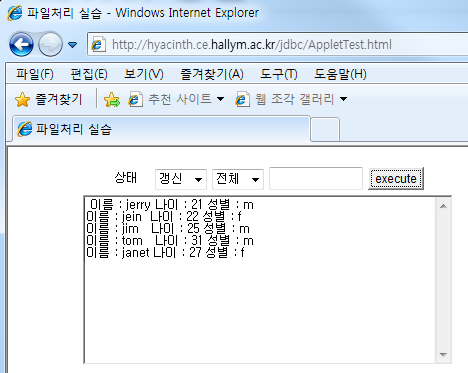 파일처리 실습 - Windows Internet Explorer
http://hyacinth.ce.hallym.ac.kr/jdbc/AppletTest.html
파일(F) 편집(E) 보기(V) 즐겨찾기(A) 도구(T) 도움말(H)
즐겨찾기 추천 사이트 웹 조각 갤러리
파일처리 실습
상태 갱신 전체 execute
이름 : jerry 나이 : 21 성별 : m
이름 : jein 나이 : 22 성별 : f
이름 : jim 나이 : 25 성별 : m
이름 : tom 나이 : 31 성별 : m
이름 : janet 나이 : 27 성별 : f